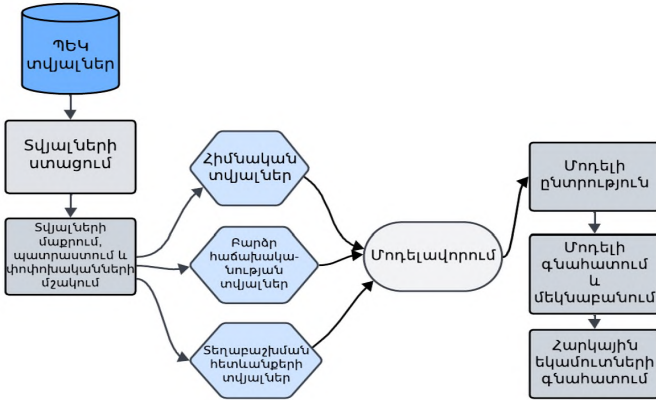 ՊԵԿ
տվյալներ
Տվյալների
ստացում
Տվյալների
մաքրում,
պատրաստում և
փոփոխականների
մշակում
Հիմնական
տվյալներ
Բարձր
հաճախակա-
նության
տվյալներ
Տեղաբաշխման
հետևանքերի
տվյալներ
Մոդելավորում
Մոդելի
ընտրություն
Մոդելի
գնահատում
և
մեկնաբանում
Հարկային
եկամուտների
գնահատում